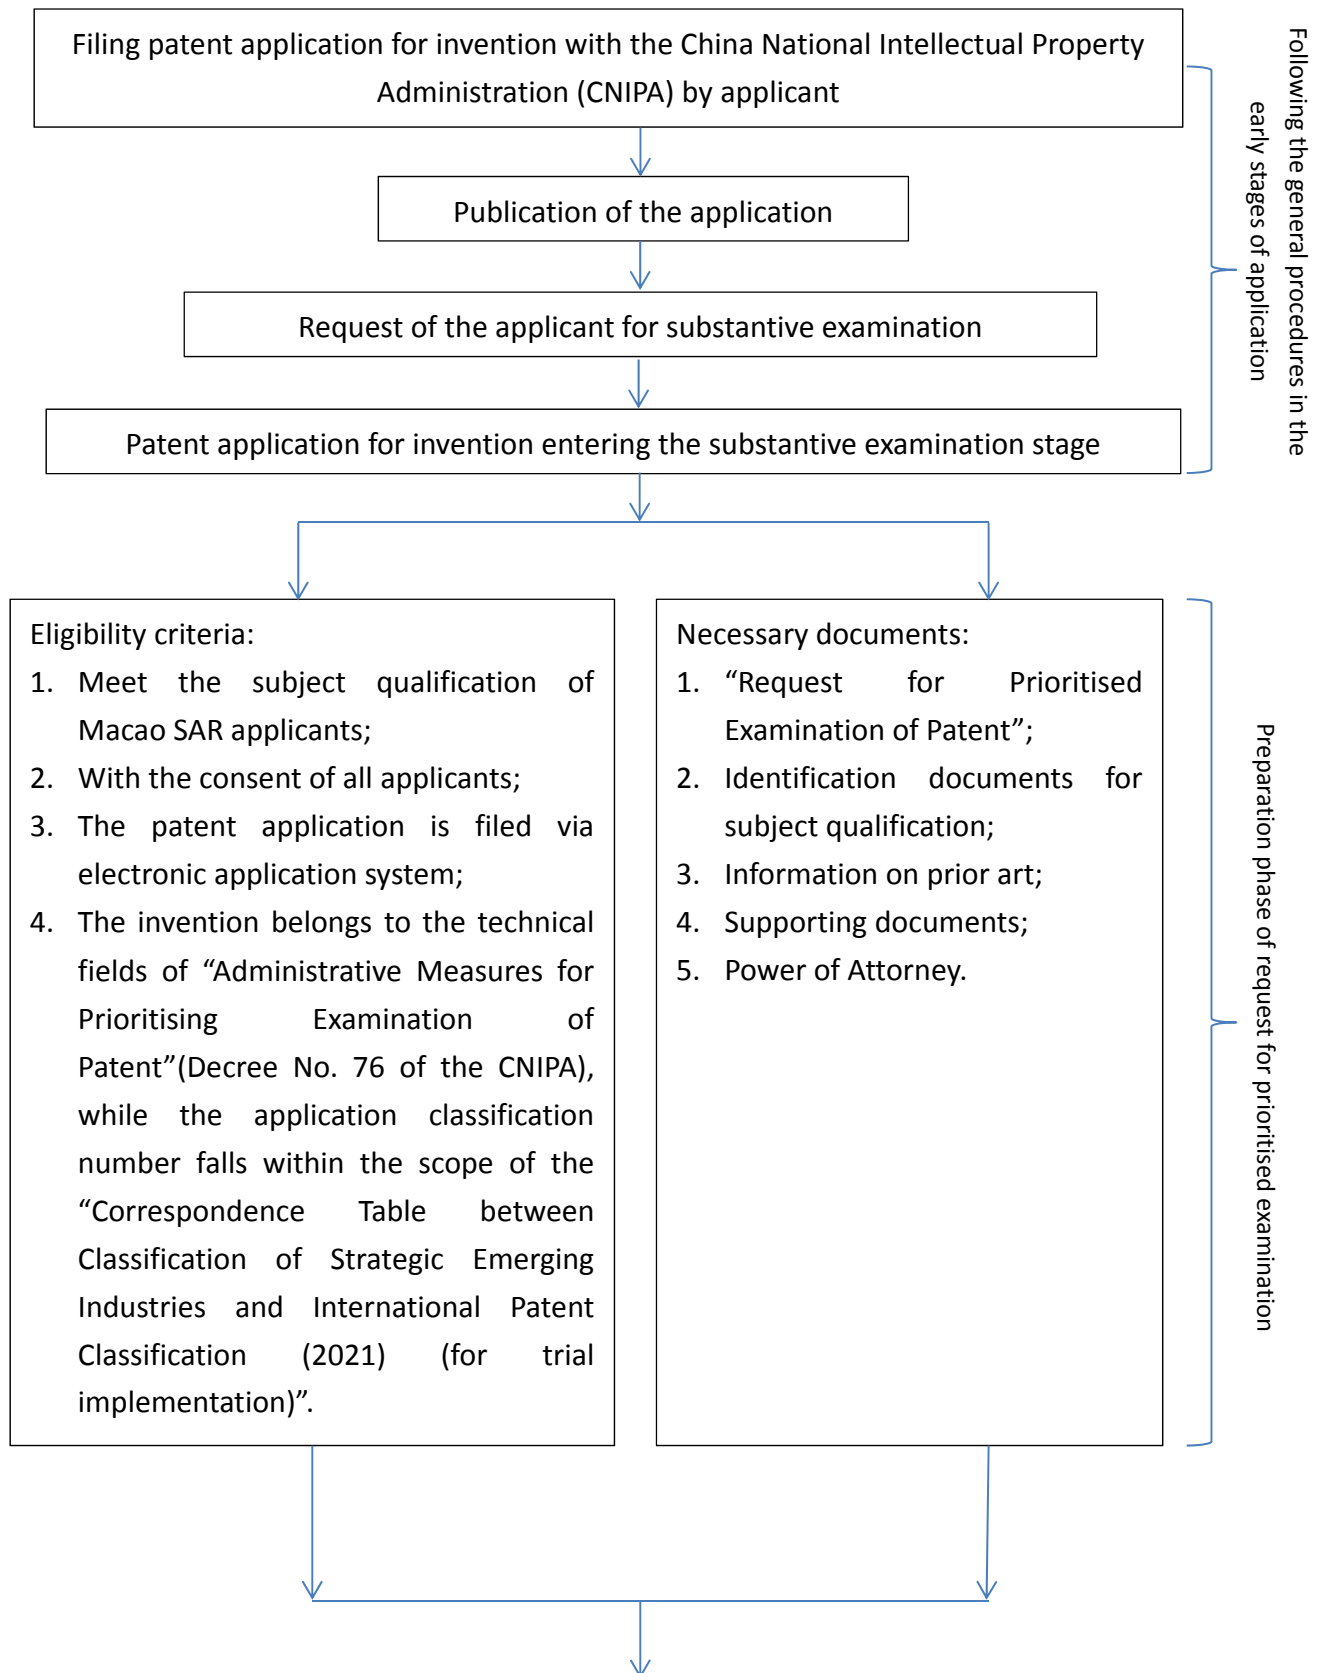 Filing patent application for invention with the China National Intellectual Property
Administration (CNIPA) by applicant
Publication of the application
Request of the applicant for substantive examination
Patent application for invention entering the substantive examination stage
Following the general procedures in the
early stages of application
Eligibility criteria:
1. Meet the subject qualification of
Macao SAR applicants;
2. With the consent of all applicants;
3. The patent application is filed via
electronic application system;
4. The invention belongs to the technical
fields of “Administrative Measures for
Prioritising Examination of
Patent”(Decree No. 76 of the CNIPA),
while the application classification
number falls within the scope of the
“Correspondence Table between
Classification of Strategic Emerging
Industries and International Patent
Classification (2021) (for trial
implementation)”.
Necessary documents:
1. “Request for Prioritised
Examination of Patent”;
2. Identification documents for
subject qualification;
3. Information on prior art;
4. Supporting documents;
5. Power of Attorney.
Preparation phase of request for prioritised examination